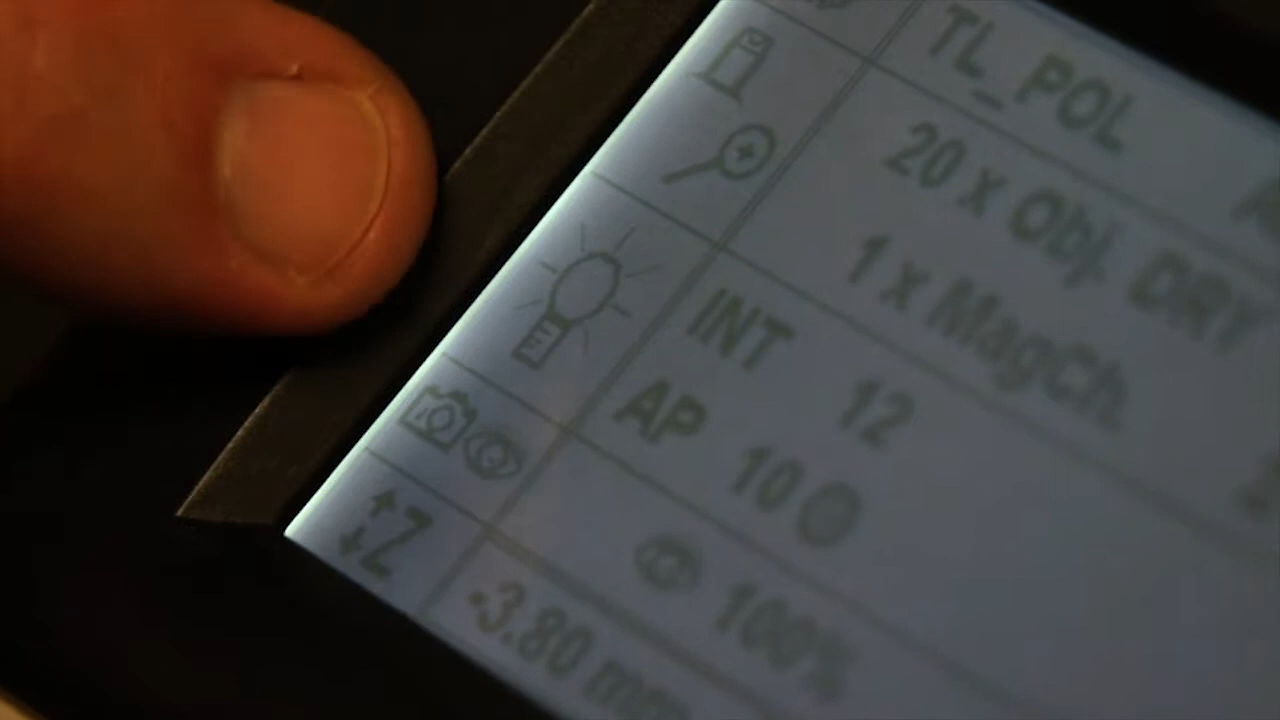 TL_POL
20 x Obj. DRY
1 x MagCh.
INT 12
AP 10
100%
Z -3.80 mm